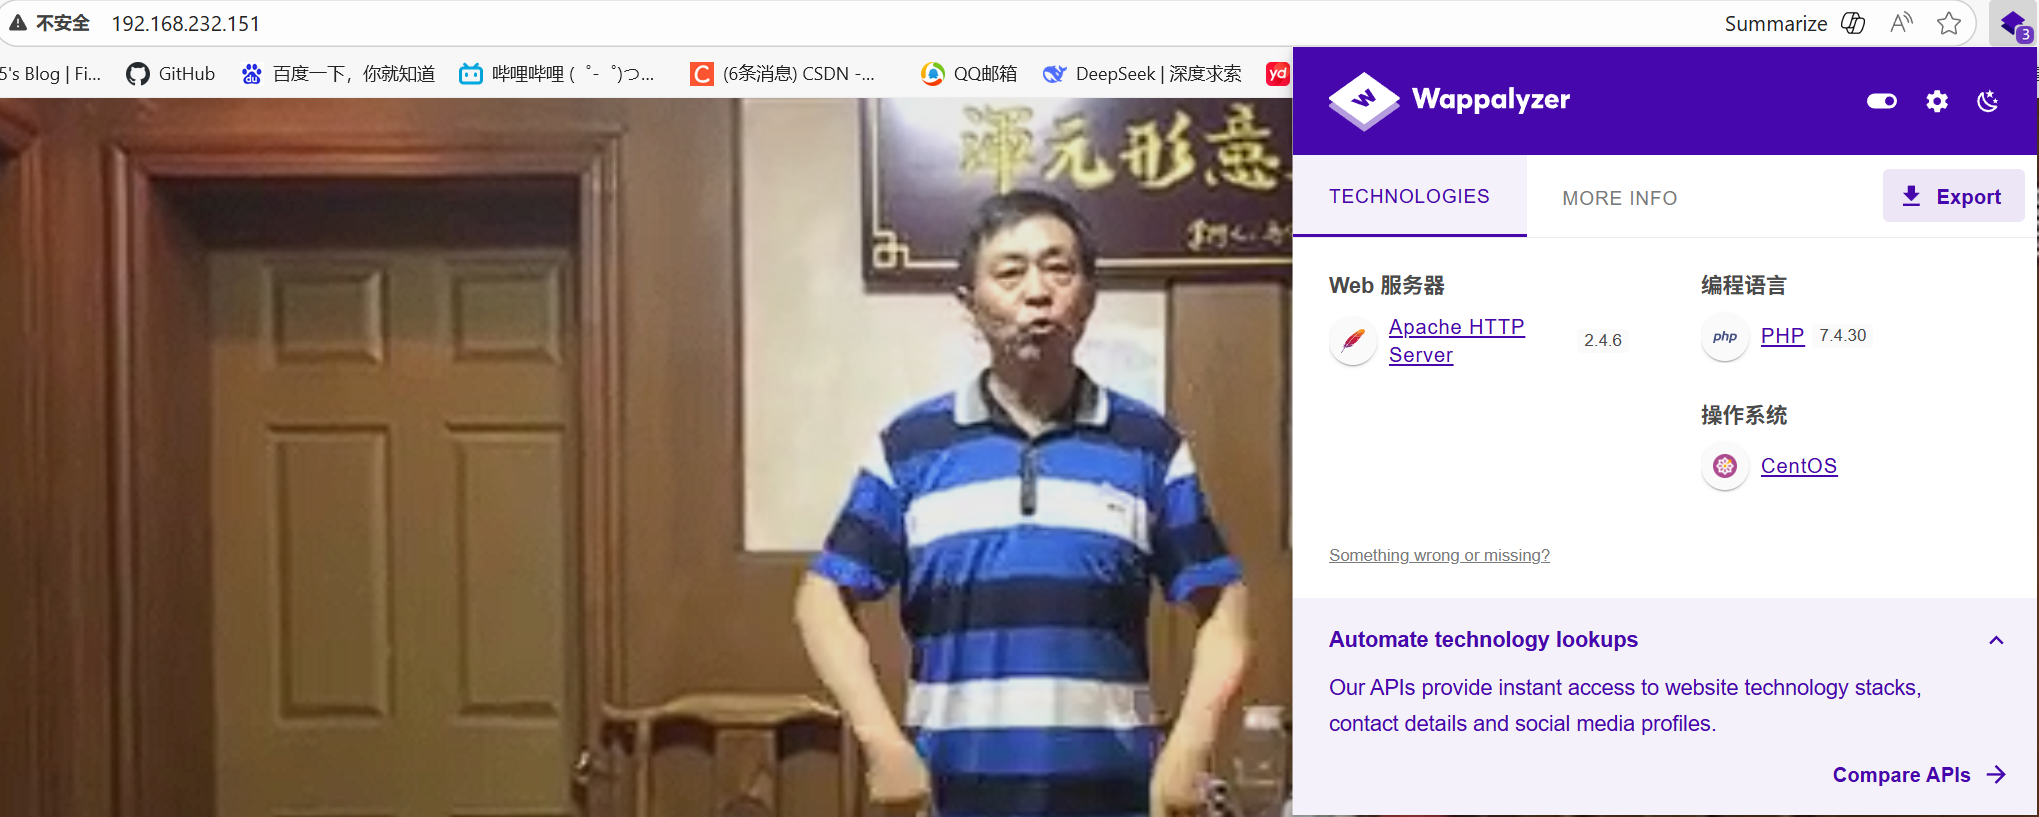 不安全 192.168.232.151 Summarize 3
5's Blog | Fi... GitHub 百度一下，你就知道 哔哩哔哩 (゜-゜)つ... (6条消息) CSDN -... QQ邮箱 DeepSeek | 深度求索 yd
渾元形意
Wappalyzer
TECHNOLOGIES MORE INFO Export
Web 服务器
Apache HTTP Server 2.4.6
编程语言
php PHP 7.4.30
操作系统
CentOS
Something wrong or missing?
Automate technology lookups
Our APIs provide instant access to website technology stacks,
contact details and social media profiles.
Compare APIs